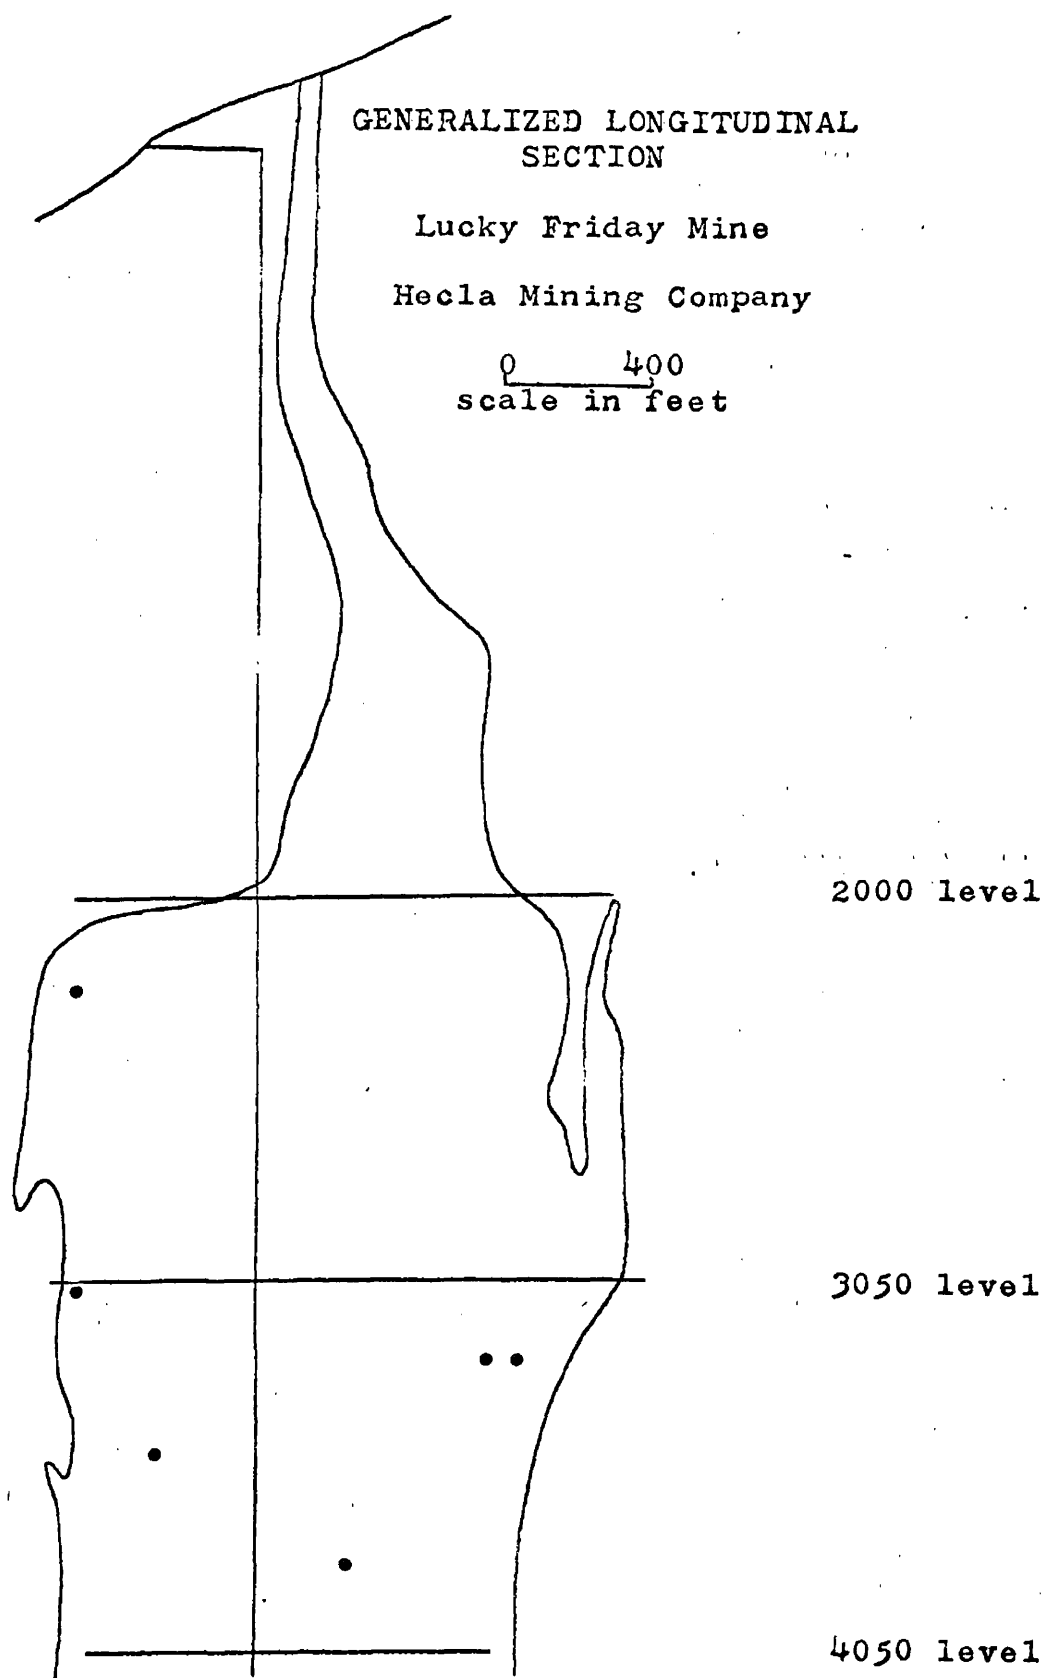 GENERALIZED LONGITUDINAL
SECTION
Lucky Friday Mine
Hecla Mining Company
0 400
scale in feet
2000 level
3050 level
4050 level